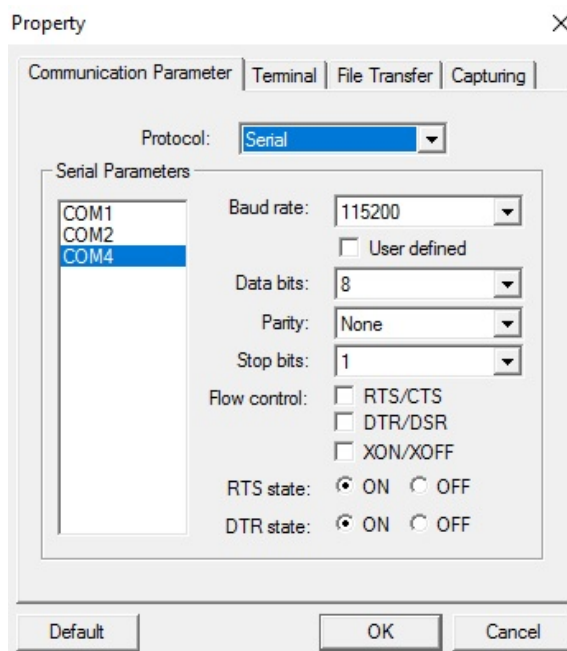 Property
Communication Parameter Terminal File Transfer Capturing
Protocol: Serial
Serial Parameters
COM1
COM2
COM4
Baud rate: 115200
User defined
Data bits: 8
Parity: None
Stop bits: 1
Flow control: RTS/CTS
DTR/DSR
XON/XOFF
RTS state: ON OFF
DTR state: ON OFF
Default OK Cancel